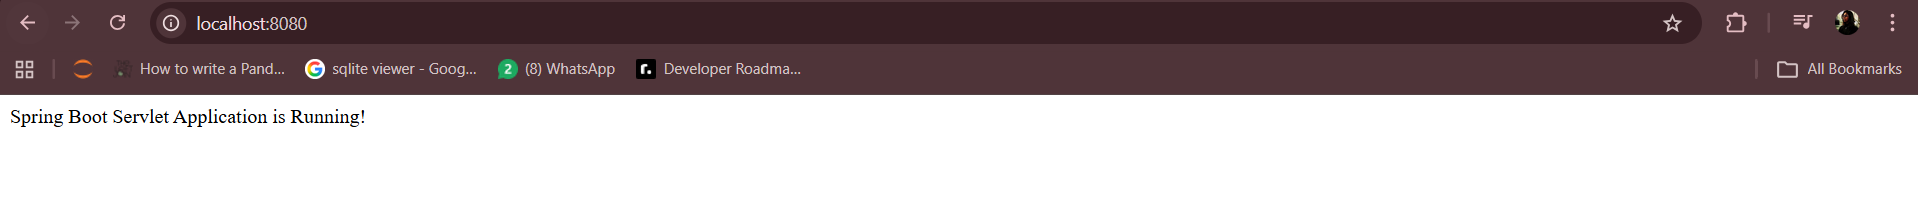 localhost:8080
How to write a Pand... sqlite viewer - Goog... 2 (8) WhatsApp r. Developer Roadma... All Bookmarks
Spring Boot Servlet Application is Running!